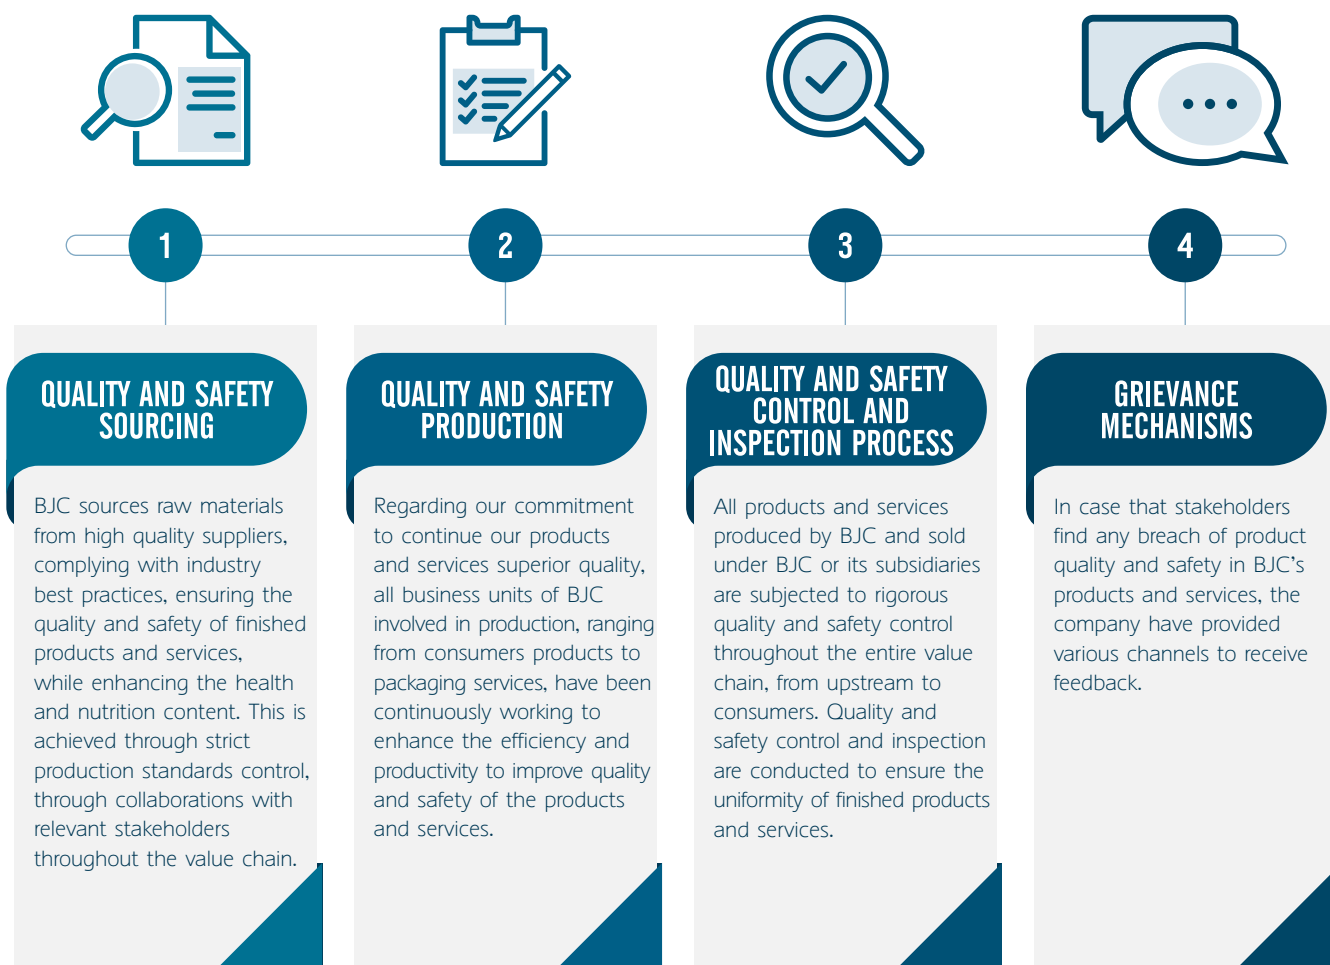 1
QUALITY AND SAFETY
SOURCING
BJC sources raw materials
from high quality suppliers,
complying with industry
best practices, ensuring the
quality and safety of finished
products and services,
while enhancing the health
and nutrition content. This is
achieved through strict
production standards control,
through collaborations with
relevant stakeholders
throughout the value chain.
2
QUALITY AND SAFETY
PRODUCTION
Regarding our commitment
to continue our products
and services superior quality,
all business units of BJC
involved in production, ranging
from consumers products to
packaging services, have been
continuously working to
enhance the efficiency and
productivity to improve quality
and safety of the products
and services.
3
QUALITY AND SAFETY
CONTROL AND
INSPECTION PROCESS
All products and services
produced by BJC and sold
under BJC or its subsidiaries
are subjected to rigorous
quality and safety control
throughout the entire value
chain, from upstream to
consumers. Quality and
safety control and inspection
are conducted to ensure the
uniformity of finished products
and services.
4
GRIEVANCE
MECHANISMS
In case that stakeholders
find any breach of product
quality and safety in BJC's
products and services, the
company have provided
various channels to receive
feedback.